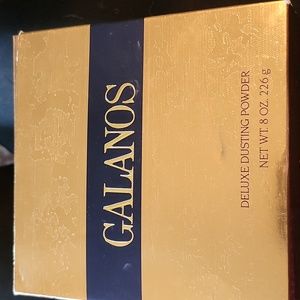 GALANOS
DELUXE DUSTING POWDER
NET WT. 8 OZ. 226 g